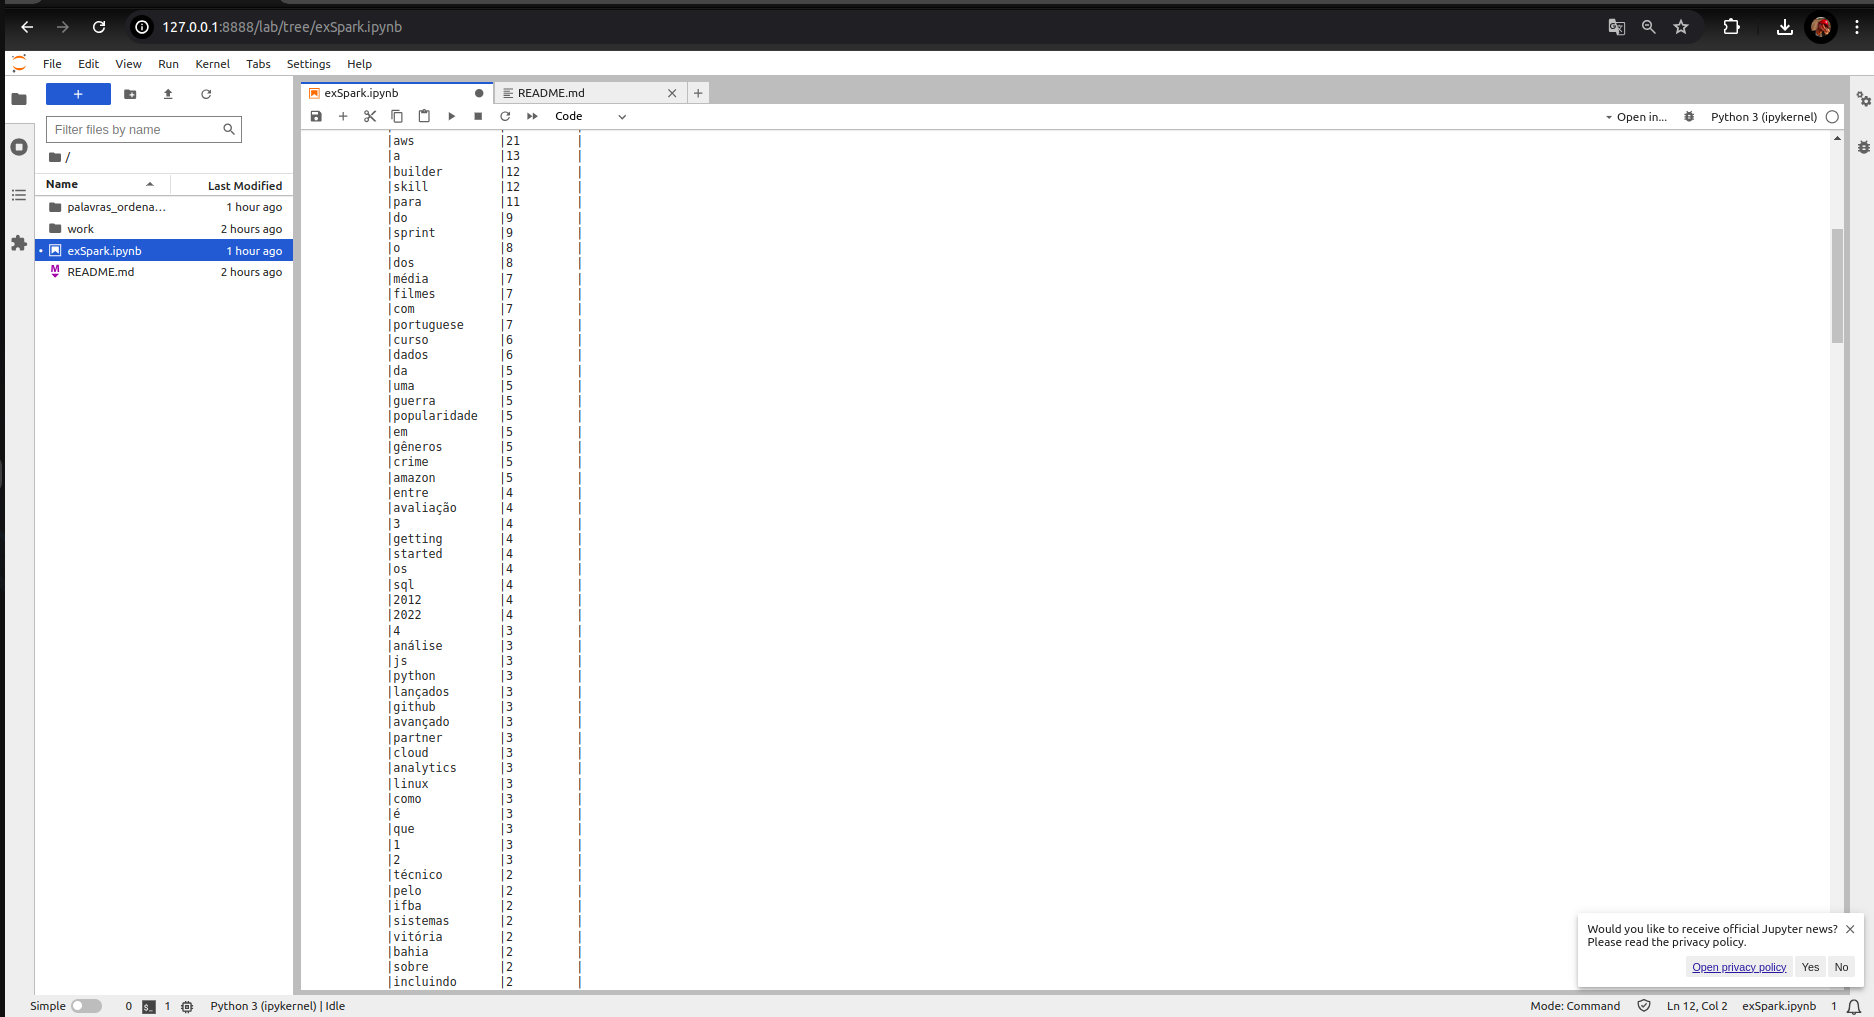 127.0.0.1:8888/lab/tree/exSpark.ipynb
File Edit View Run Kernel Tabs Settings Help
+
Filter files by name
/
Name Last Modified
palavras_ordena... 1 hour ago
work 2 hours ago
exSpark.ipynb 1 hour ago
README.md 2 hours ago
exSpark.ipynb
README.md
Code
Open in...
Python 3 (ipykernel)
|aws |21 |
|a |13 |
|builder |12 |
|skill |12 |
|para |11 |
|do |9 |
|sprint |9 |
|o |8 |
|dos |8 |
|média |7 |
|filmes |7 |
|com |7 |
|portuguese |7 |
|curso |6 |
|dados |6 |
|da |5 |
|uma |5 |
|guerra |5 |
|popularidade |5 |
|em |5 |
|gêneros |5 |
|crime |5 |
|amazon |5 |
|entre |4 |
|avaliação |4 |
|3 |4 |
|getting |4 |
|started |4 |
|os |4 |
|sql |4 |
|2012 |4 |
|2022 |4 |
|4 |3 |
|análise |3 |
|js |3 |
|python |3 |
|lançados |3 |
|github |3 |
|avançado |3 |
|partner |3 |
|cloud |3 |
|analytics |3 |
|linux |3 |
|como |3 |
|é |3 |
|que |3 |
|1 |3 |
|2 |3 |
|técnico |2 |
|pelo |2 |
|ifba |2 |
|sistemas |2 |
|vitória |2 |
|bahia |2 |
|sobre |2 |
|incluindo |2 |
Would you like to receive official Jupyter news?
Please read the privacy policy.
Open privacy policy Yes No
Simple 0 1 Python 3 (ipykernel) | Idle
Mode: Command Ln 12, Col 2 exSpark.ipynb 1